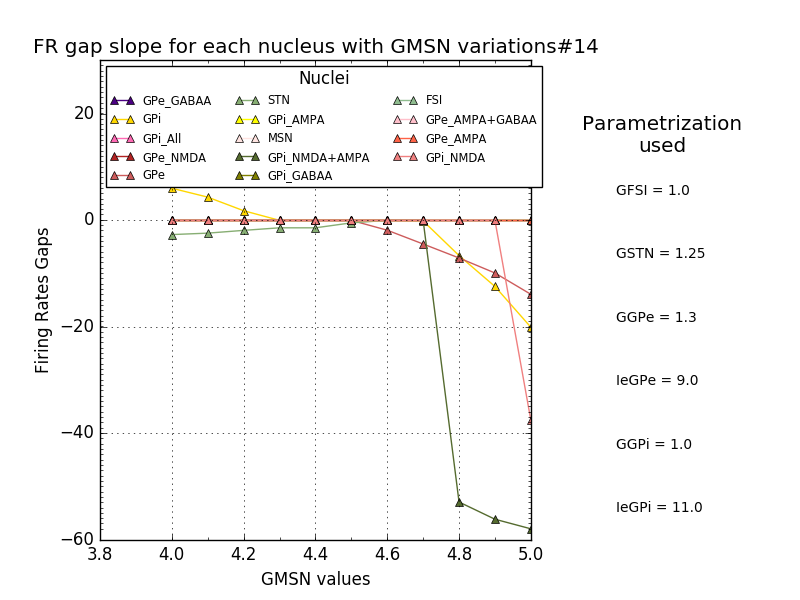 FR gap slope for each nucleus with GMSN variations#14
Nuclei
GPe_GABAA STN FSI
GPi GPi_AMPA GPe_AMPA+GABAA
GPi_All MSN GPe_AMPA
GPe_NMDA GPi_NMDA+AMPA GPi_NMDA
GPe GPi_GABAA
20
0
−20
−40
−60
Firing Rates Gaps
3.8 4.0 4.2 4.4 4.6 4.8 5.0
GMSN values
Parametrization
used
GFSI = 1.0
GSTN = 1.25
GGPe = 1.3
IeGPe = 9.0
GGPi = 1.0
IeGPi = 11.0